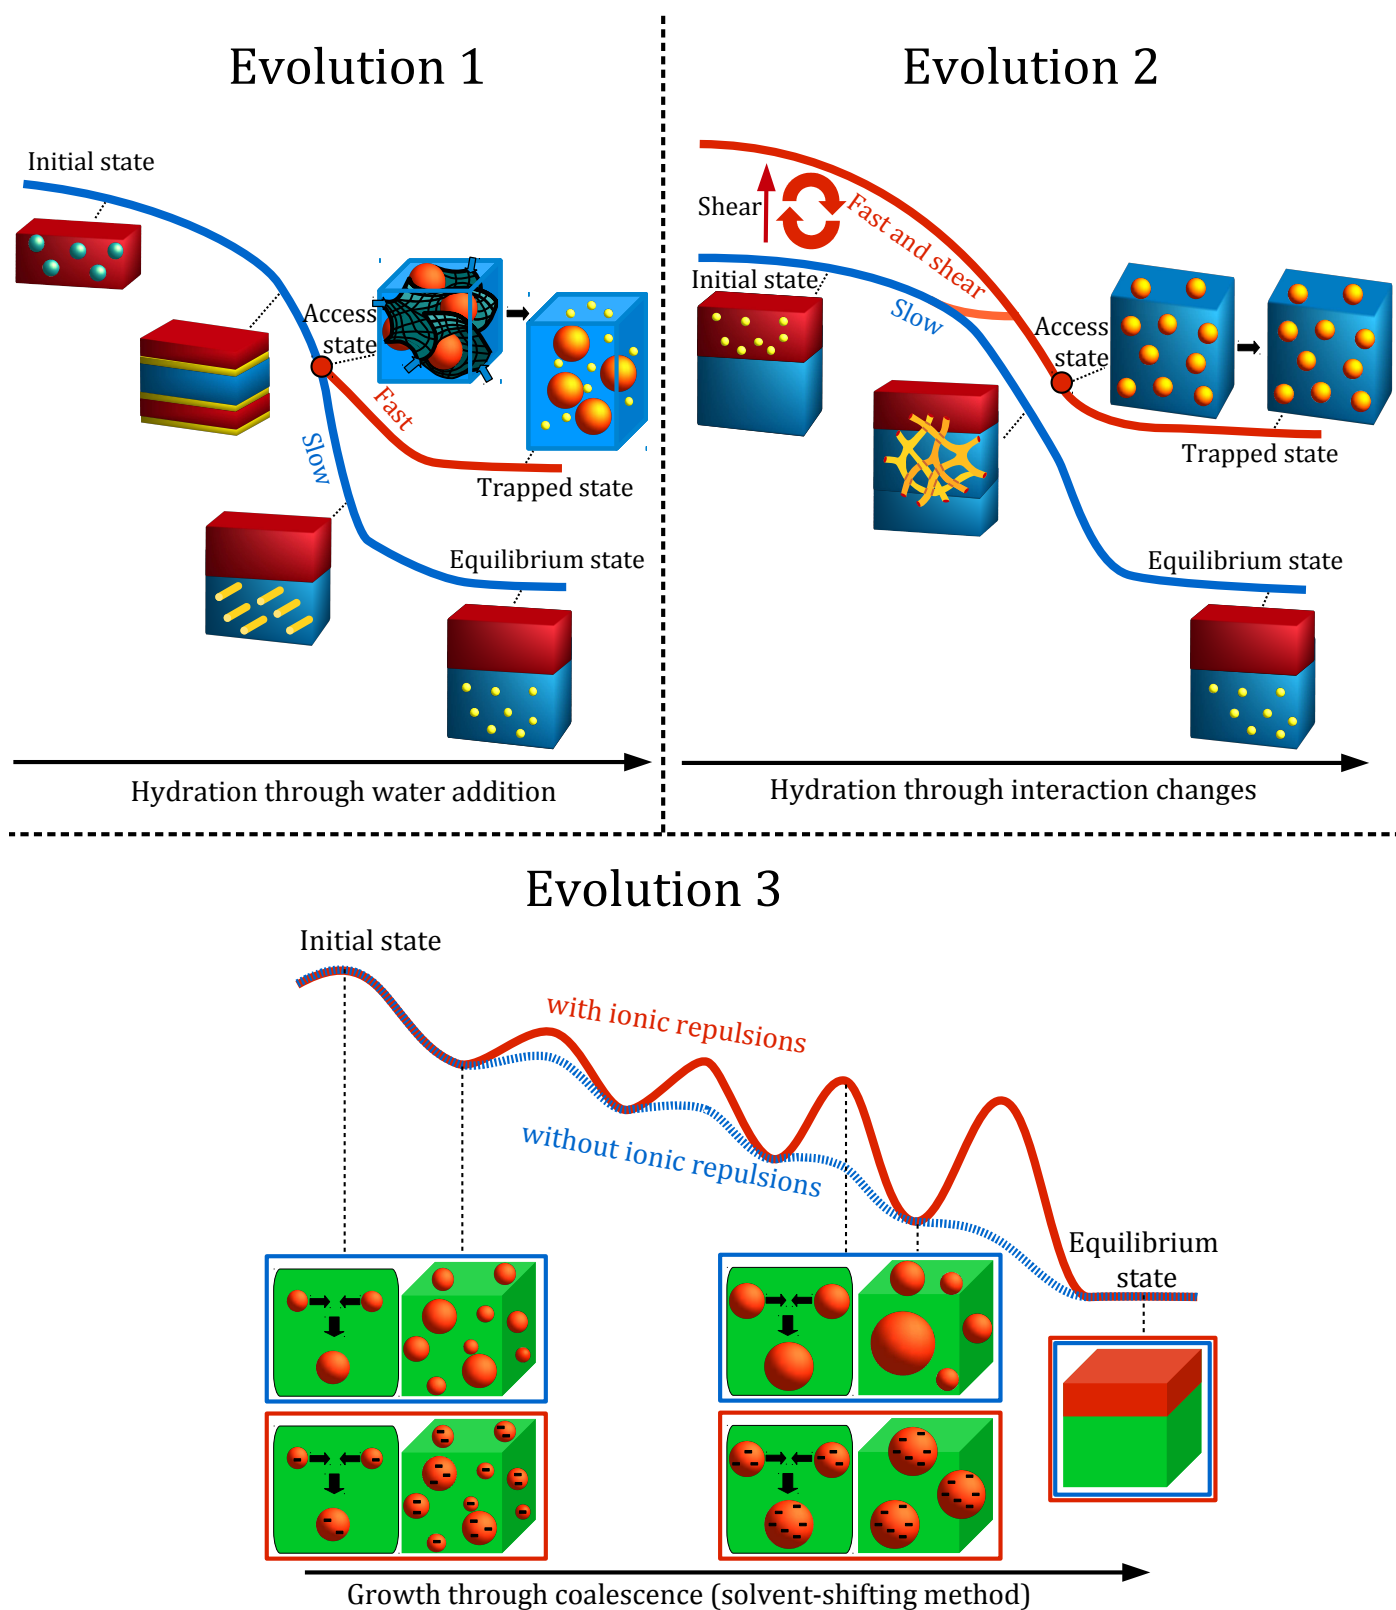 Evolution 1
Initial state
Access
state
Fast
Slow
Trapped state
Equilibrium state
Hydration through water addition
Evolution 2
Shear
Fast and shear
Initial state
Slow
Access
state
Trapped state
Equilibrium state
Hydration through interaction changes
Evolution 3
Initial state
with ionic repulsions
without ionic repulsions
Equilibrium
state
Growth through coalescence (solvent-shifting method)